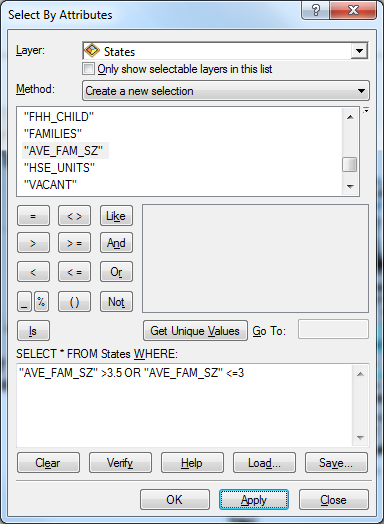 Select By Attributes
Layer: States
Only show selectable layers in this list
Method: Create a new selection
"FHH_CHILD"
"FAMILIES"
"AVE_FAM_SZ"
"HSE_UNITS"
"VACANT"
= < > Like
> > = And
< < = Or
_ % ( ) Not
Is Get Unique Values Go To:
SELECT * FROM States WHERE:
"AVE_FAM_SZ" >3.5 OR "AVE_FAM_SZ" <=3
Clear Verify Help Load... Save...
OK Apply Close